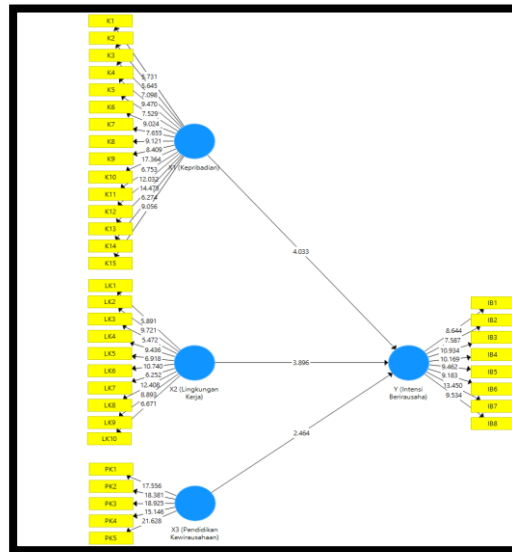 K1
K2
K3
K4
K5
K6
K7
K8
K9
K10
K11
K12
K13
K14
K15
5.731
5.645
7.098
9.470
7.529
9.024
7.655
9.121
8.409
17.364
6.753
12.032
14.479
6.274
9.056
X1 (Kepribadian)
4.033
LK1
LK2
LK3
LK4
LK5
LK6
LK7
LK8
LK9
LK10
5.891
9.721
5.472
9.436
6.918
10.740
6.252
12.408
8.893
6.671
X2 (Lingkungan
Kerja)
3.896
2.464
PK1
PK2
PK3
PK4
PK5
17.556
18.381
18.925
15.146
21.628
X3 (Pendidikan
Kewirausahaan)
Y (Intensi
Berirausaha)
8.644
7.587
10.934
10.169
9.462
9.183
13.450
9.534
IB1
IB2
IB3
IB4
IB5
IB6
IB7
IB8